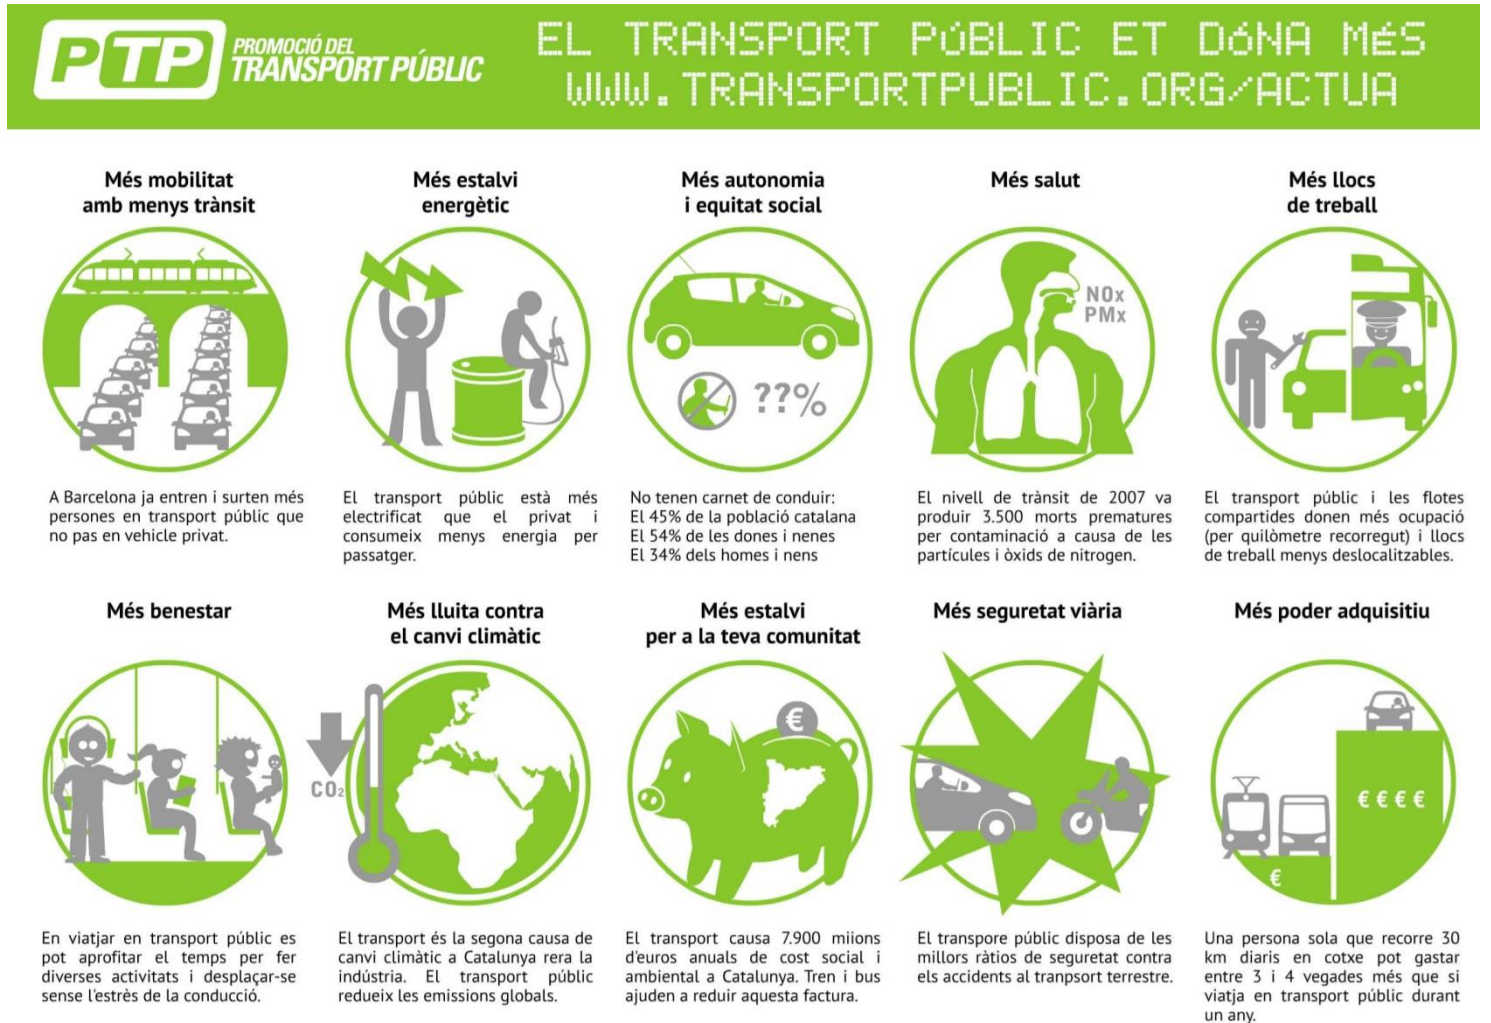 PTP
PROMOCIÓ DEL
TRANSPORT PÚBLIC
EL TRANSPORT PÚBLIC ET DÓNA MÉS
WWW.TRANSPORTPUBLIC.ORG/ACTUA
Més mobilitat
amb menys trànsit
A Barcelona ja entren i surten més
persones en transport públic que
no pas en vehicle privat.
Més estalvi
energètic
El transport públic està més
electrificat que el privat i
consumeix menys energia per
passatger.
Més autonomia
i equitat social
??%
No tenen carnet de conduir:
El 45% de la població catalana
El 54% de les dones i nenes
El 34% dels homes i nens
Més salut
NOx
PMx
El nivell de trànsit de 2007 va
produir 3.500 morts prematures
per contaminació a causa de les
partícules i òxids de nitrogen.
Més llocs
de treball
El transport públic i les flotes
compartides donen més ocupació
(per quilòmetre recorregut) i llocs
de treball menys deslocalitzables.
Més benestar
En viatjar en transport públic es
pot aprofitar el temps per fer
diverses activitats i desplaçar-se
sense l'estrès de la conducció.
Més lluita contra
el canvi climàtic
CO2
El transport és la segona causa de
canvi climàtic a Catalunya rera la
indústria. El transport públic
redueix les emissions globals.
Més estalvi
per a la teva comunitat
€
El transport causa 7.900 miions
d'euros anuals de cost social i
ambiental a Catalunya. Tren i bus
ajuden a reduir aquesta factura.
Més seguretat viària
El transpore públic disposa de les
millors ràtios de seguretat contra
els accidents al tranpsort terrestre.
Més poder adquisitiu
€ € € €
€
Una persona sola que recorre 30
km diaris en cotxe pot gastar
entre 3 i 4 vegades més que si
viatja en transport públic durant
un any.